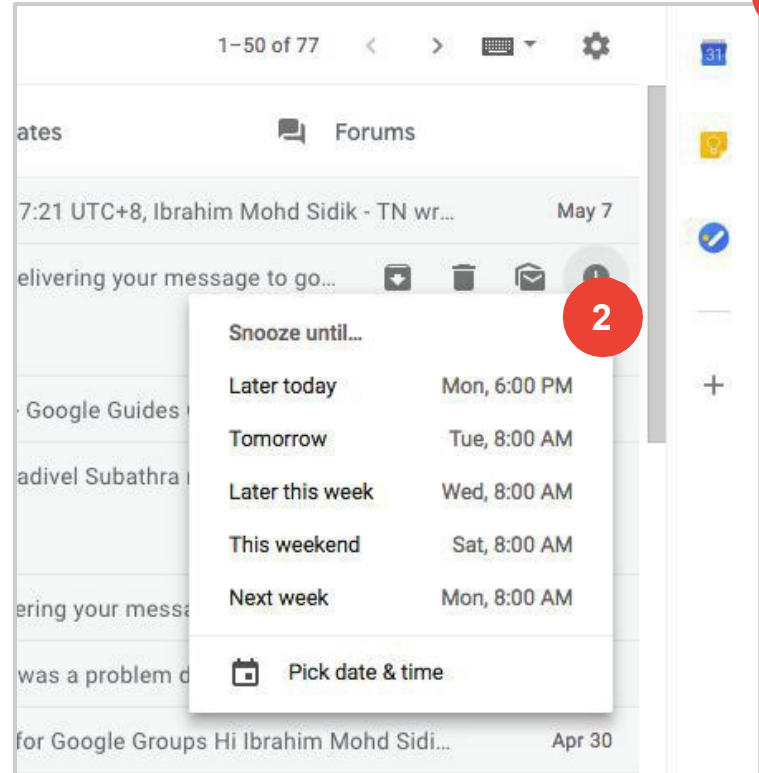 1–50 of 77
31
ates Forums
7:21 UTC+8, Ibrahim Mohd Sidik - TN wr... May 7
elivering your message to go...
2
Snooze until...
Later today Mon, 6:00 PM
- Google Guides
Tomorrow Tue, 8:00 AM
adivel Subathra
Later this week Wed, 8:00 AM
This weekend Sat, 8:00 AM
Next week Mon, 8:00 AM
ering your messa
was a problem d
Pick date & time
for Google Groups Hi Ibrahim Mohd Sidi... Apr 30